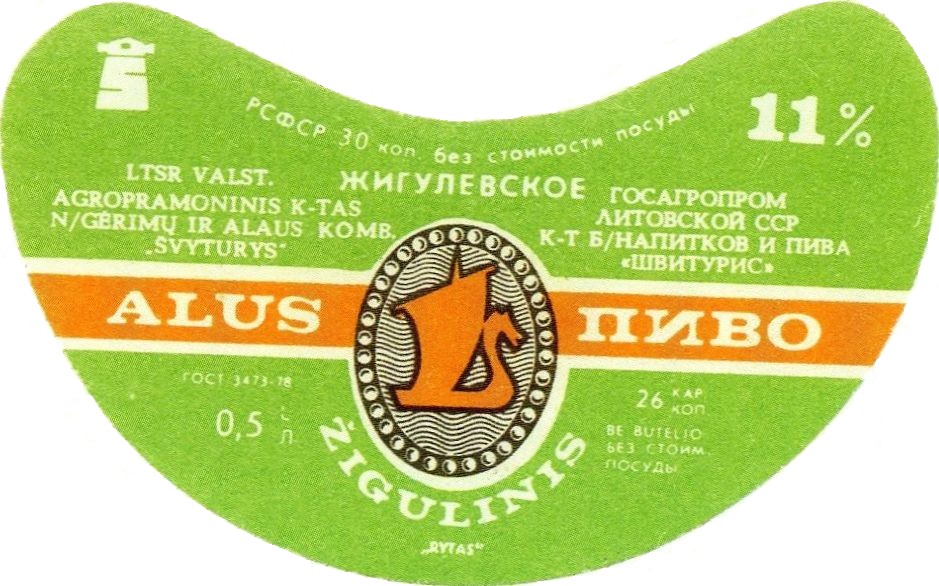 РСФСР 30 коп. без стоимости посуды
11%
ЖИГУЛЕВСКОЕ
LTSR VALST.
AGROPRAMONINIS K-TAS
N/GĖRIMŲ IR ALAUS KOMB.
„ŠVYTURYS“
ГОСАГРОПРОМ
ЛИТОВСКОЙ ССР
К-Т Б/НАПИТКОВ И ПИВА
«ШВИТУРИС»
ALUS
ПИВО
ГОСТ 3473-78
0,5 L
Л
26 KAP
КОП
BE BUTELIO
БЕЗ СТОИМ.
ПОСУДЫ
ŽIGULINIS
„RYTAS“